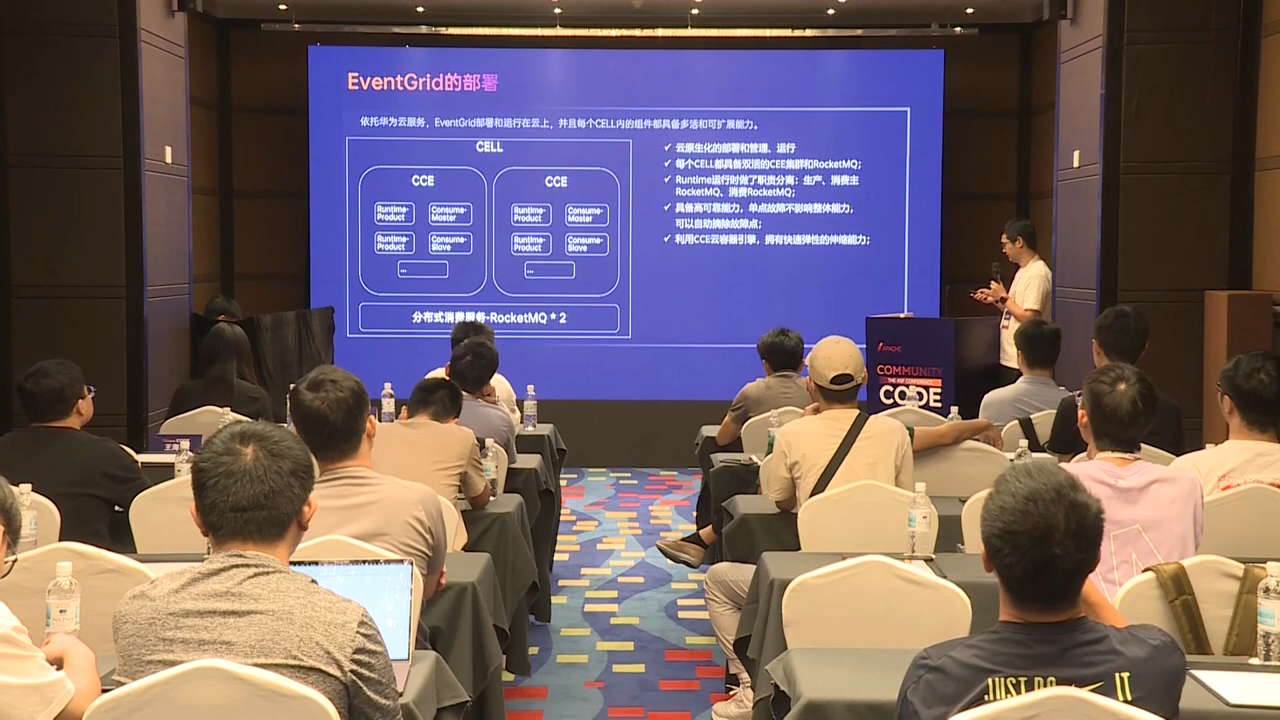 EventGrid的部署
依托华为云服务，EventGrid部署和运行在云上，并且每个CELL内的组件都具备多活和可扩展能力。
CELL
CCE
Runtime-
Product
Consume-
Master
Runtime-
Product
Consume-
Slave
...
CCE
Runtime-
Product
Consume-
Master
Runtime-
Product
Consume-
Slave
...
分布式消费服务-RocketMQ * 2
✓ 云原生化的部署和管理、运行
✓ 每个CELL都具备双活的CEE集群和RocketMQ；
✓ Runtime运行时做了职责分离：生产、消费主
RocketMQ、消费RocketMQ；
✓ 具备高可靠能力，单点故障不影响整体能力，
可以自动摘除故障点；
✓ 利用CCE云容器引擎，拥有快速弹性的伸缩能力；
APACHE
COMMUNITY
THE ASF CONFERENCE
CODE
JUST DO IT